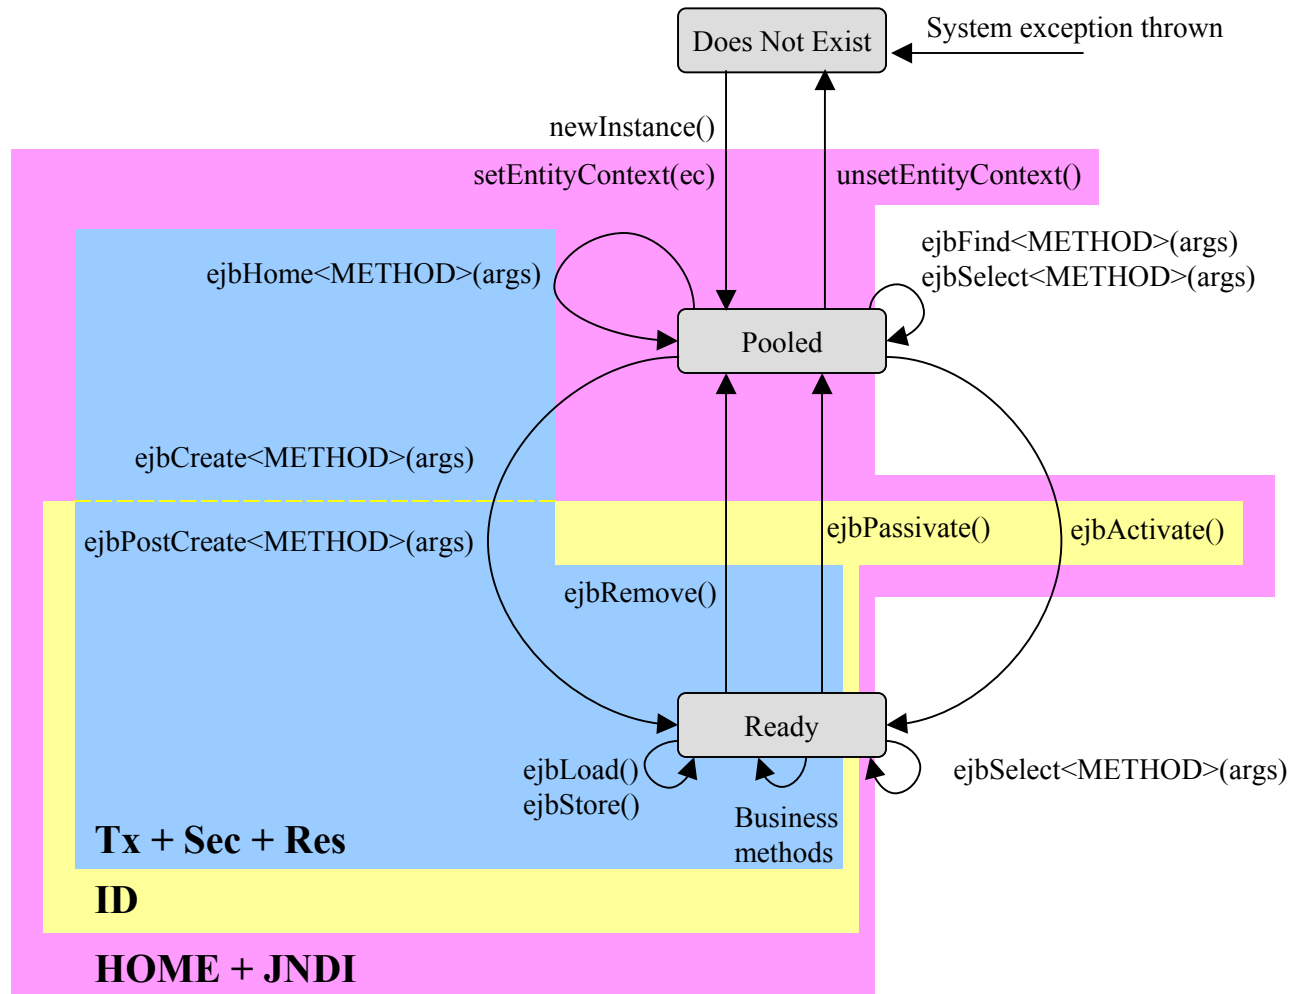 Does Not Exist
System exception thrown
newInstance()
setEntityContext(ec)
unsetEntityContext()
ejbFind<METHOD>(args)
ejbSelect<METHOD>(args)
ejbHome<METHOD>(args)
Pooled
ejbCreate<METHOD>(args)
ejbPostCreate<METHOD>(args)
ejbPassivate()
ejbActivate()
ejbRemove()
Ready
ejbLoad()
ejbStore()
Business
methods
ejbSelect<METHOD>(args)
Tx + Sec + Res
ID
HOME + JNDI